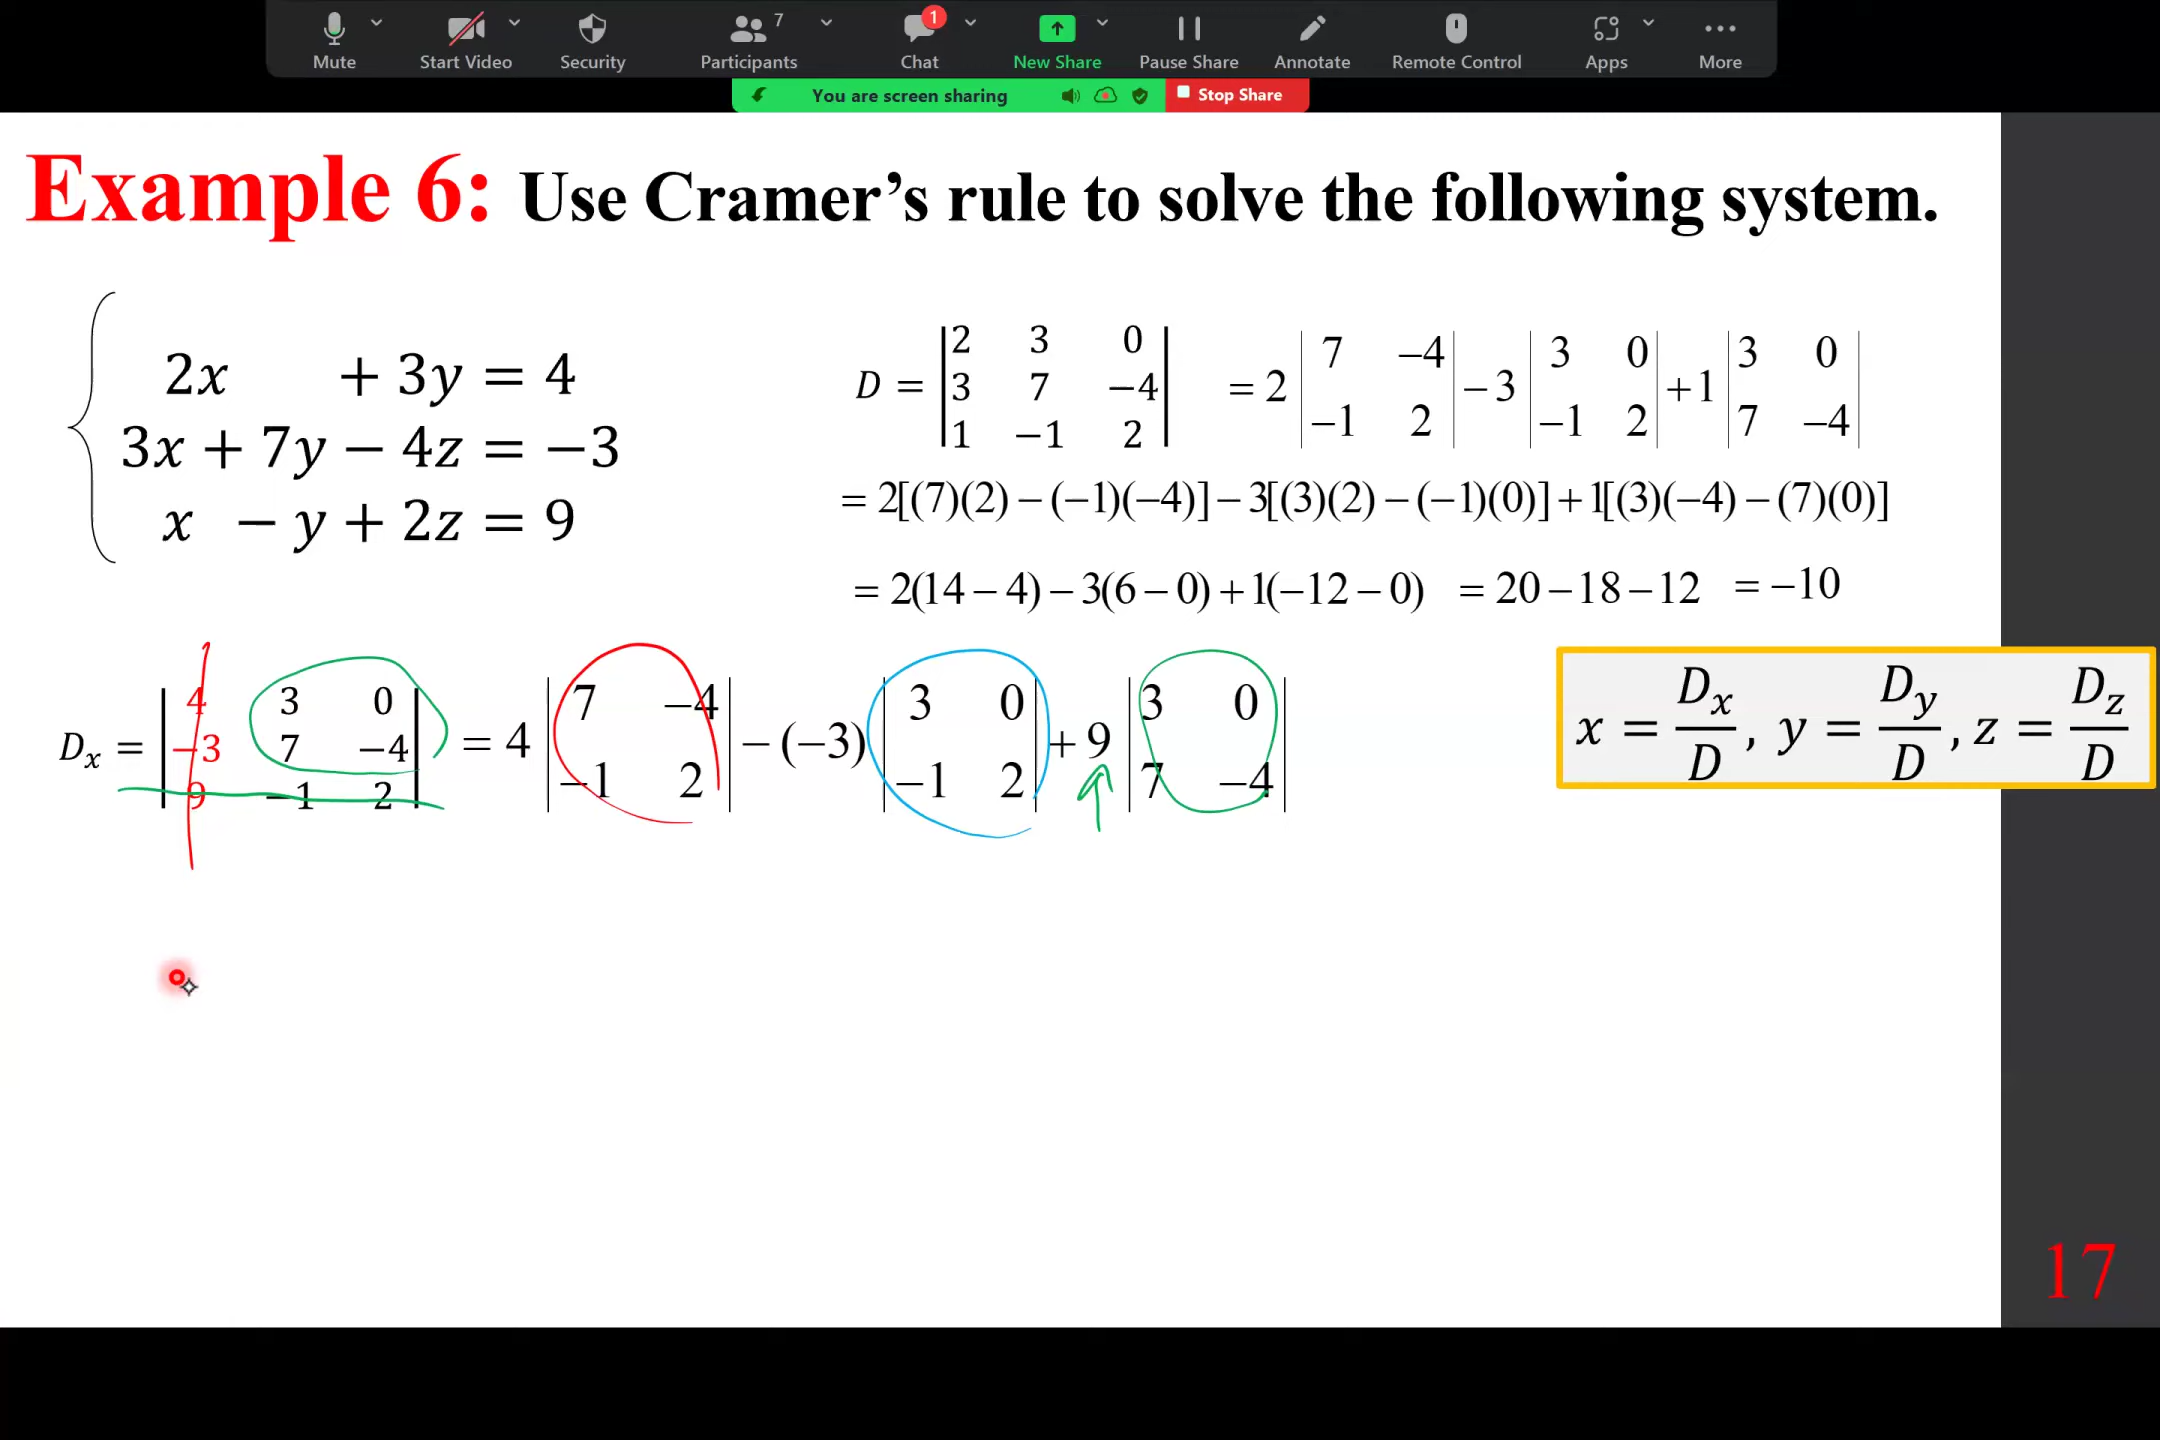 Mute Start Video Security Participants 7 Chat 1 New Share Pause Share Annotate Remote Control Apps More
You are screen sharing Stop Share
Example 6: Use Cramer's rule to solve the following system.
2x + 3y = 4
3x + 7y − 4z = −3
x − y + 2z = 9
D = |2 3 0|
|3 7 −4|
|1 −1 2|
= 2 |7 −4| − 3 |3 0| + 1 |3 0|
|−1 2| |−1 2| |7 −4|
= 2[(7)(2) − (−1)(−4)] − 3[(3)(2) − (−1)(0)] + 1[(3)(−4) − (7)(0)]
= 2(14 − 4) − 3(6 − 0) + 1(−12 − 0) = 20 − 18 − 12 = −10
Dx = |4 3 0|
|−3 7 −4|
|9 −1 2|
= 4 |7 −4| − (−3) |3 0| + 9 |3 0|
|−1 2| |−1 2| |7 −4|
x = Dx/D, y = Dy/D, z = Dz/D
17